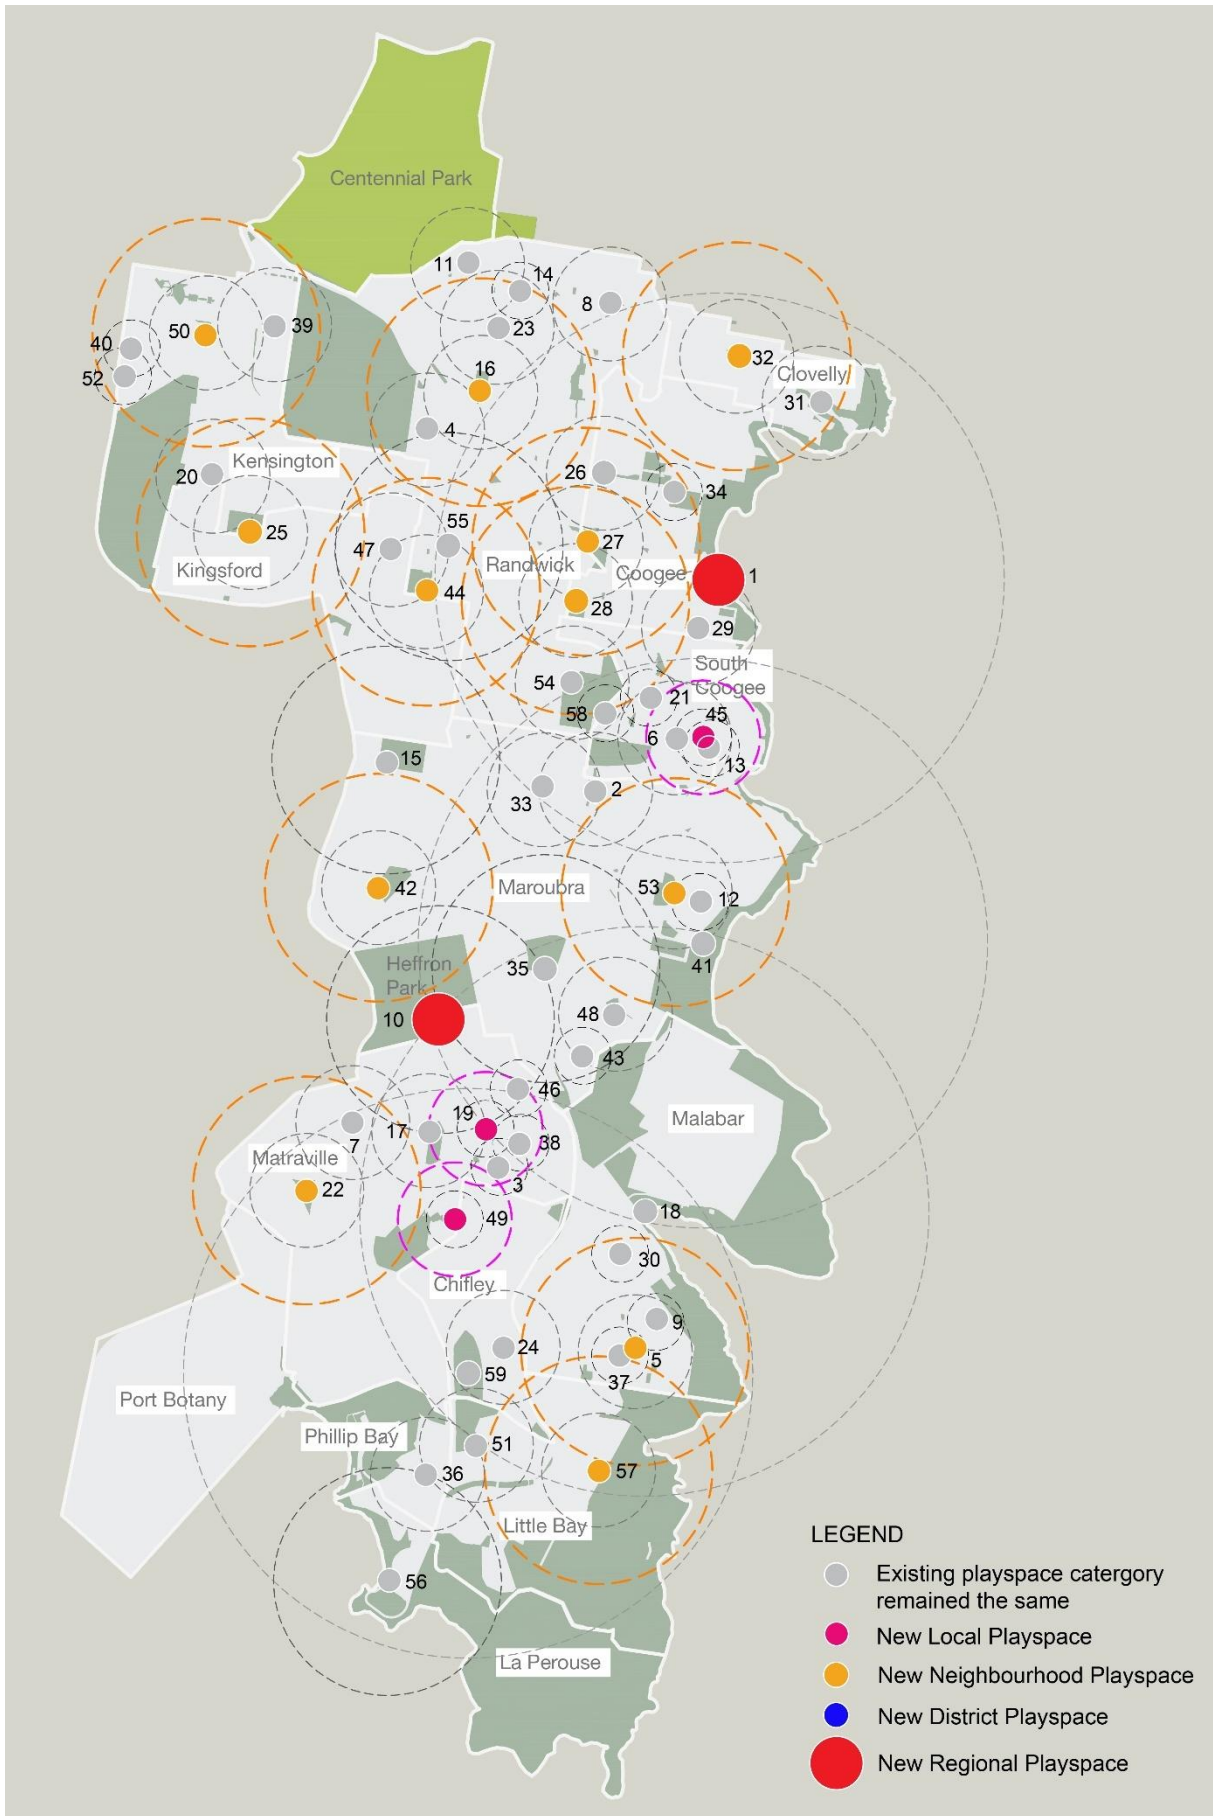 Centennial Park
11
14
8
23
50
39
40
52
16
32
Clovelly
31
4
Kensington
20
26
34
25
55
47
27
Randwick
Kingsford
Coogee
1
44
28
29
South
Coogee
54
21
58
45
6
13
15
33
2
42
Maroubra
53
12
41
Heffron
Park
35
10
48
43
46
19
Malabar
7
17
38
Matraville
3
22
49
18
30
Chifley
9
24
5
59
37
Port Botany
Phillip Bay
51
36
57
Little Bay
56
La Perouse
LEGEND
Existing playspace catergory
remained the same
New Local Playspace
New Neighbourhood Playspace
New District Playspace
New Regional Playspace